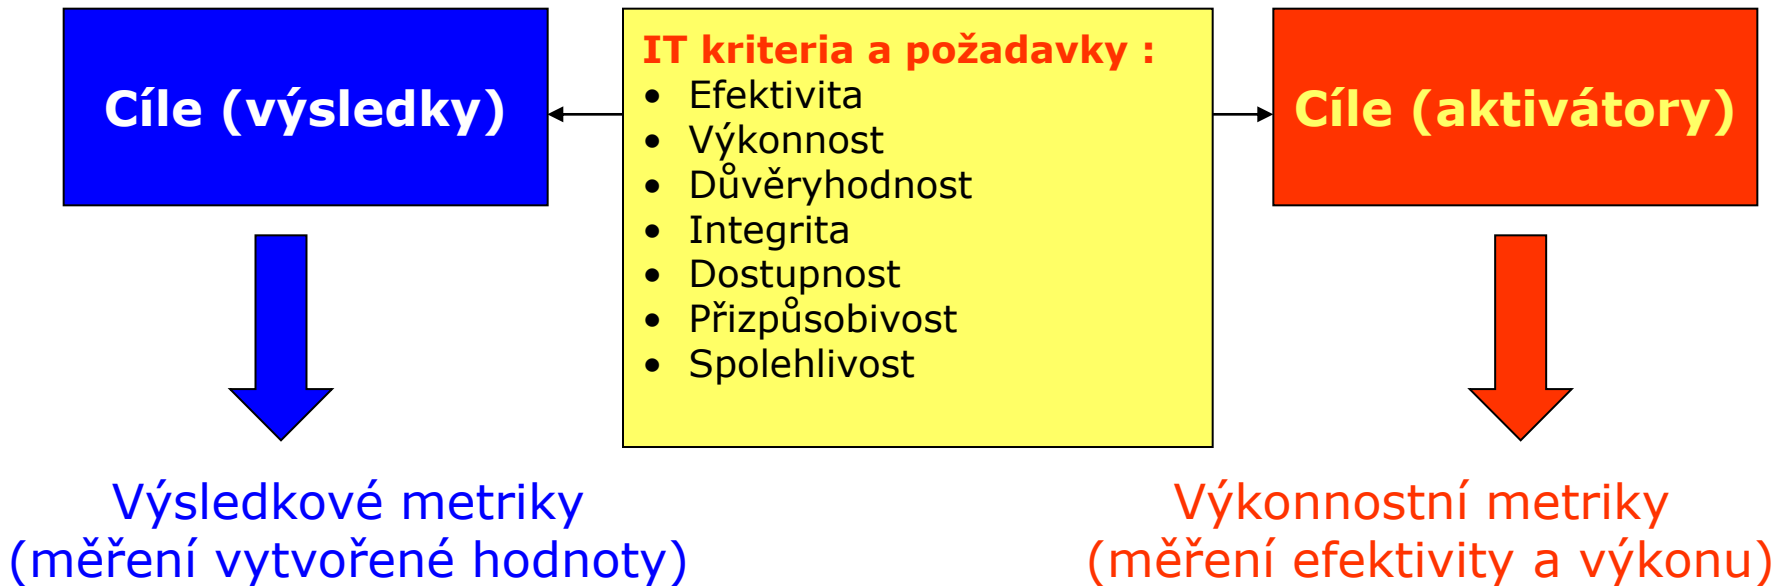 Cíle (výsledky)
IT kriteria a požadavky :
• Efektivita
• Výkonnost
• Důvěryhodnost
• Integrita
• Dostupnost
• Přizpůsobivost
• Spolehlivost
Cíle (aktivátory)
Výsledkové metriky
(měření vytvořené hodnoty)
Výkonnostní metriky
(měření efektivity a výkonu)